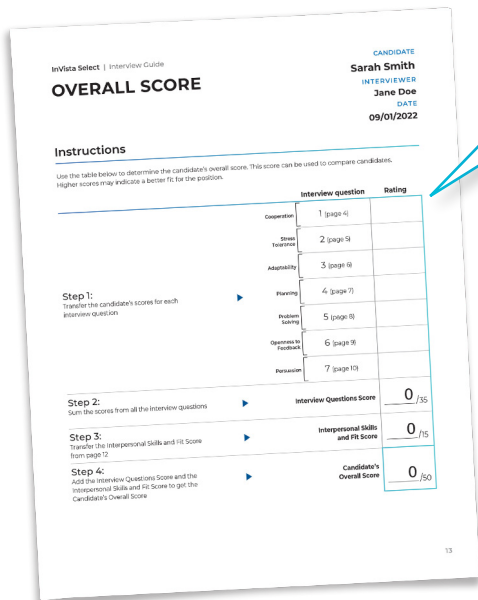 InVista Select | Interview Guide
OVERALL SCORE
CANDIDATE
Sarah Smith
INTERVIEWER
Jane Doe
DATE
09/01/2022
Instructions
Use the table below to determine the candidate's overall score. This score can be used to compare candidates.
Higher scores may indicate a better fit for the position.
Interview question Rating
Cooperation 1 (page 4)
Stress
Tolerance 2 (page 5)
Adaptability 3 (page 6)
Step 1:
Transfer the candidate's scores for each
interview question
Planning 4 (page 7)
Problem
Solving 5 (page 8)
Openness to
Feedback 6 (page 9)
Persuasion 7 (page 10)
Step 2:
Sum the scores from all the interview questions
Interview Questions Score 0 /35
Step 3:
Transfer the Interpersonal Skills and Fit Score
from page 12
Interpersonal Skills
and Fit Score 0 /15
Step 4:
Add the Interview Questions Score and the
Interpersonal Skills and Fit Score to get the
Candidate's Overall Score
Candidate's
Overall Score 0 /50
13